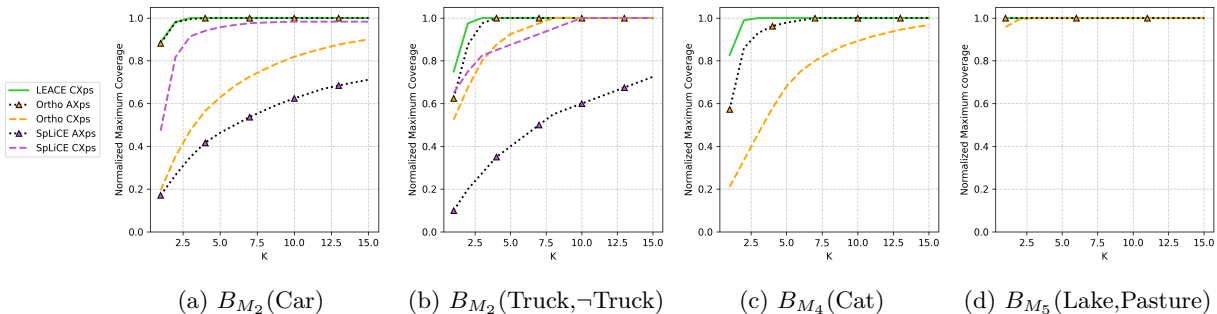 LEACE CXps
Ortho AXps
Ortho CXps
SpLiCE AXps
SpLiCE CXps
Normalized Maximum Coverage
1.0
0.8
0.6
0.4
0.2
0.0
2.5 5.0 7.5 10.0 12.5 15.0
K
(a) B_{M_2}(Car)
Normalized Maximum Coverage
1.0
0.8
0.6
0.4
0.2
0.0
2.5 5.0 7.5 10.0 12.5 15.0
K
(b) B_{M_2}(Truck,¬Truck)
Normalized Maximum Coverage
1.0
0.8
0.6
0.4
0.2
0.0
2.5 5.0 7.5 10.0 12.5 15.0
K
(c) B_{M_4}(Cat)
Normalized Maximum Coverage
1.0
0.8
0.6
0.4
0.2
0.0
2.5 5.0 7.5 10.0 12.5 15.0
K
(d) B_{M_5}(Lake,Pasture)